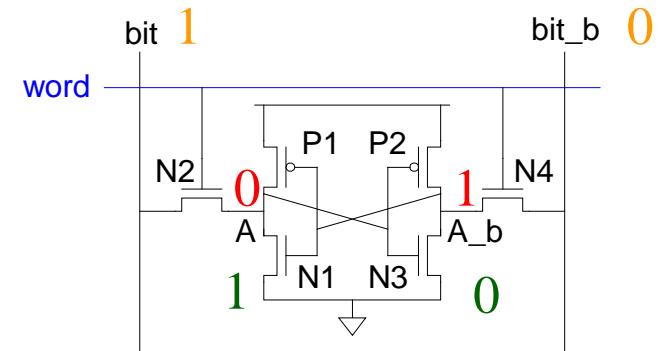 bit 1 bit_b 0
word
P1 P2
N2 0 1 N4
A A_b
1 N1 N3 0